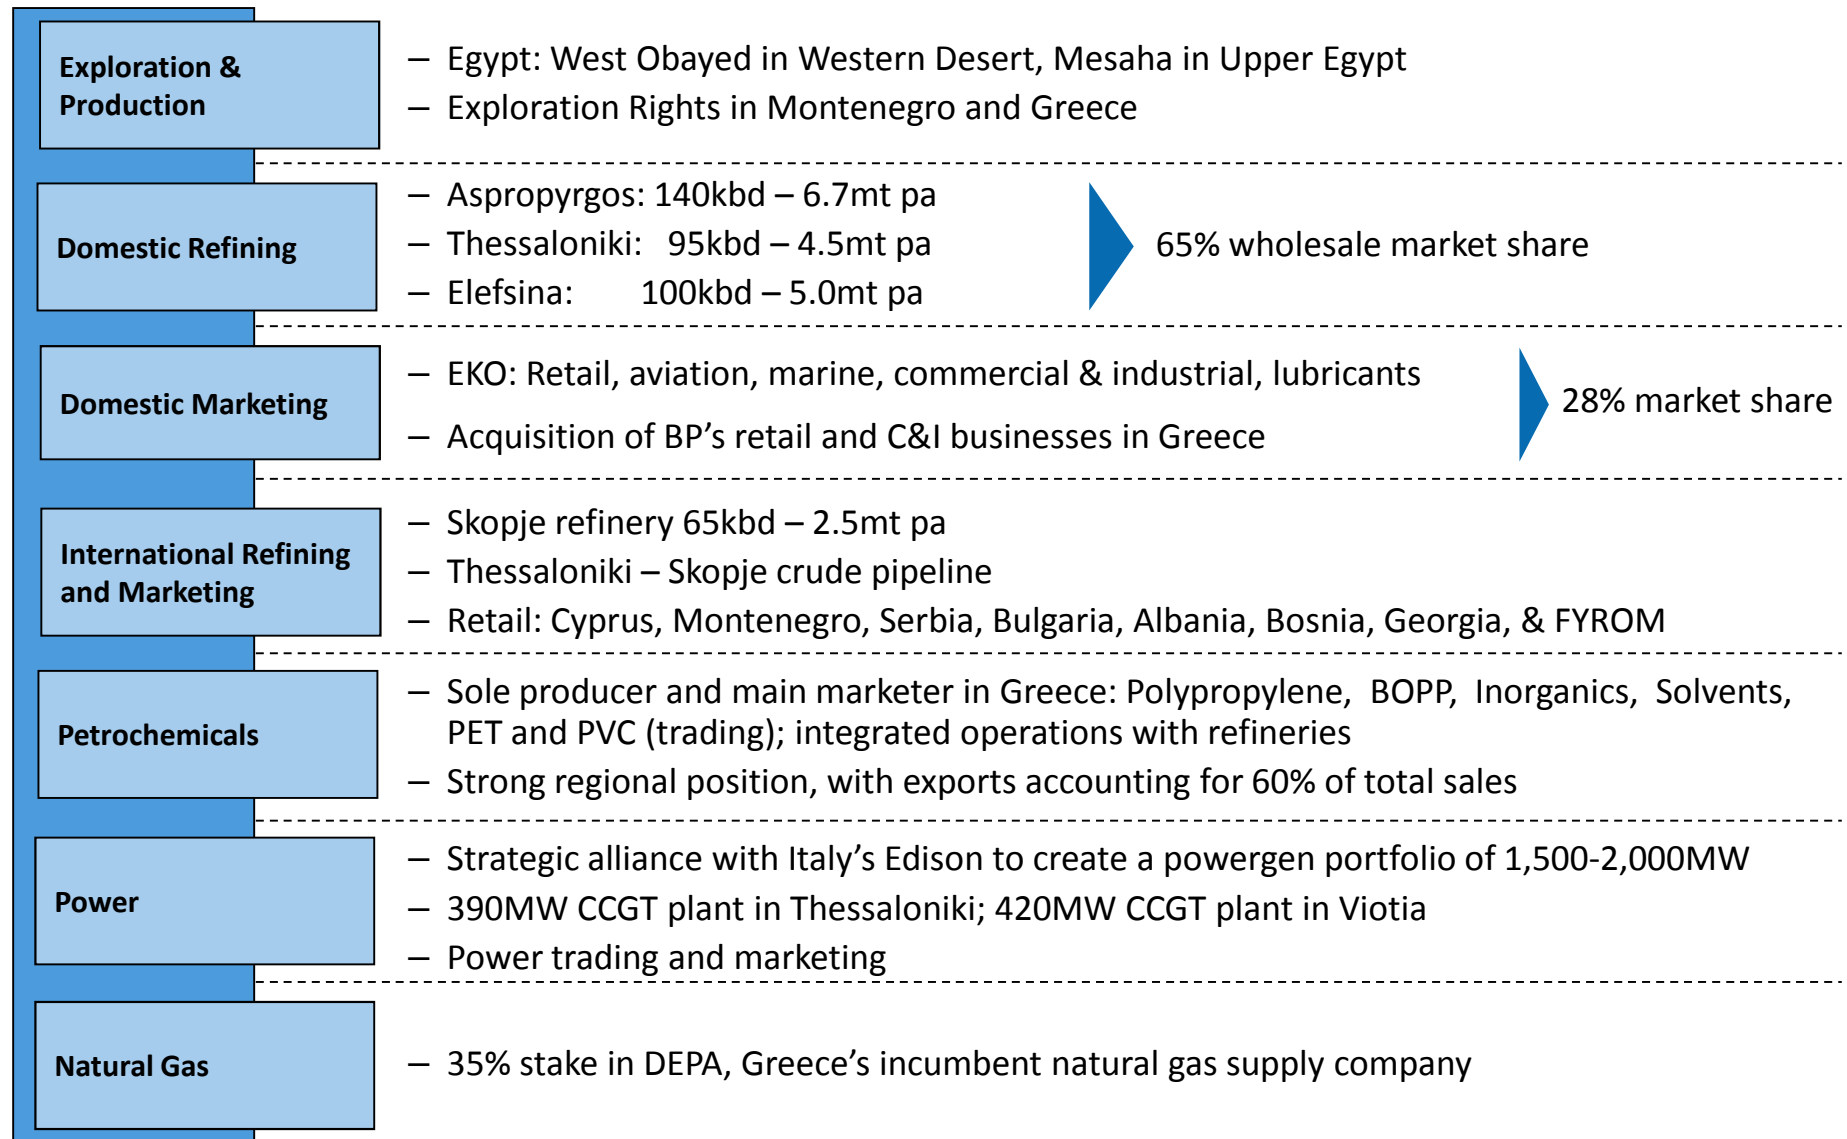 Exploration &
Production
– Egypt: West Obayed in Western Desert, Mesaha in Upper Egypt
– Exploration Rights in Montenegro and Greece
Domestic Refining
– Aspropyrgos: 140kbd – 6.7mt pa
– Thessaloniki: 95kbd – 4.5mt pa
– Elefsina: 100kbd – 5.0mt pa
65% wholesale market share
Domestic Marketing
– EKO: Retail, aviation, marine, commercial & industrial, lubricants
– Acquisition of BP’s retail and C&I businesses in Greece
28% market share
International Refining
and Marketing
– Skopje refinery 65kbd – 2.5mt pa
– Thessaloniki – Skopje crude pipeline
– Retail: Cyprus, Montenegro, Serbia, Bulgaria, Albania, Bosnia, Georgia, & FYROM
Petrochemicals
– Sole producer and main marketer in Greece: Polypropylene, BOPP, Inorganics, Solvents,
PET and PVC (trading); integrated operations with refineries
– Strong regional position, with exports accounting for 60% of total sales
Power
– Strategic alliance with Italy’s Edison to create a powergen portfolio of 1,500-2,000MW
– 390MW CCGT plant in Thessaloniki; 420MW CCGT plant in Viotia
– Power trading and marketing
Natural Gas
– 35% stake in DEPA, Greece’s incumbent natural gas supply company